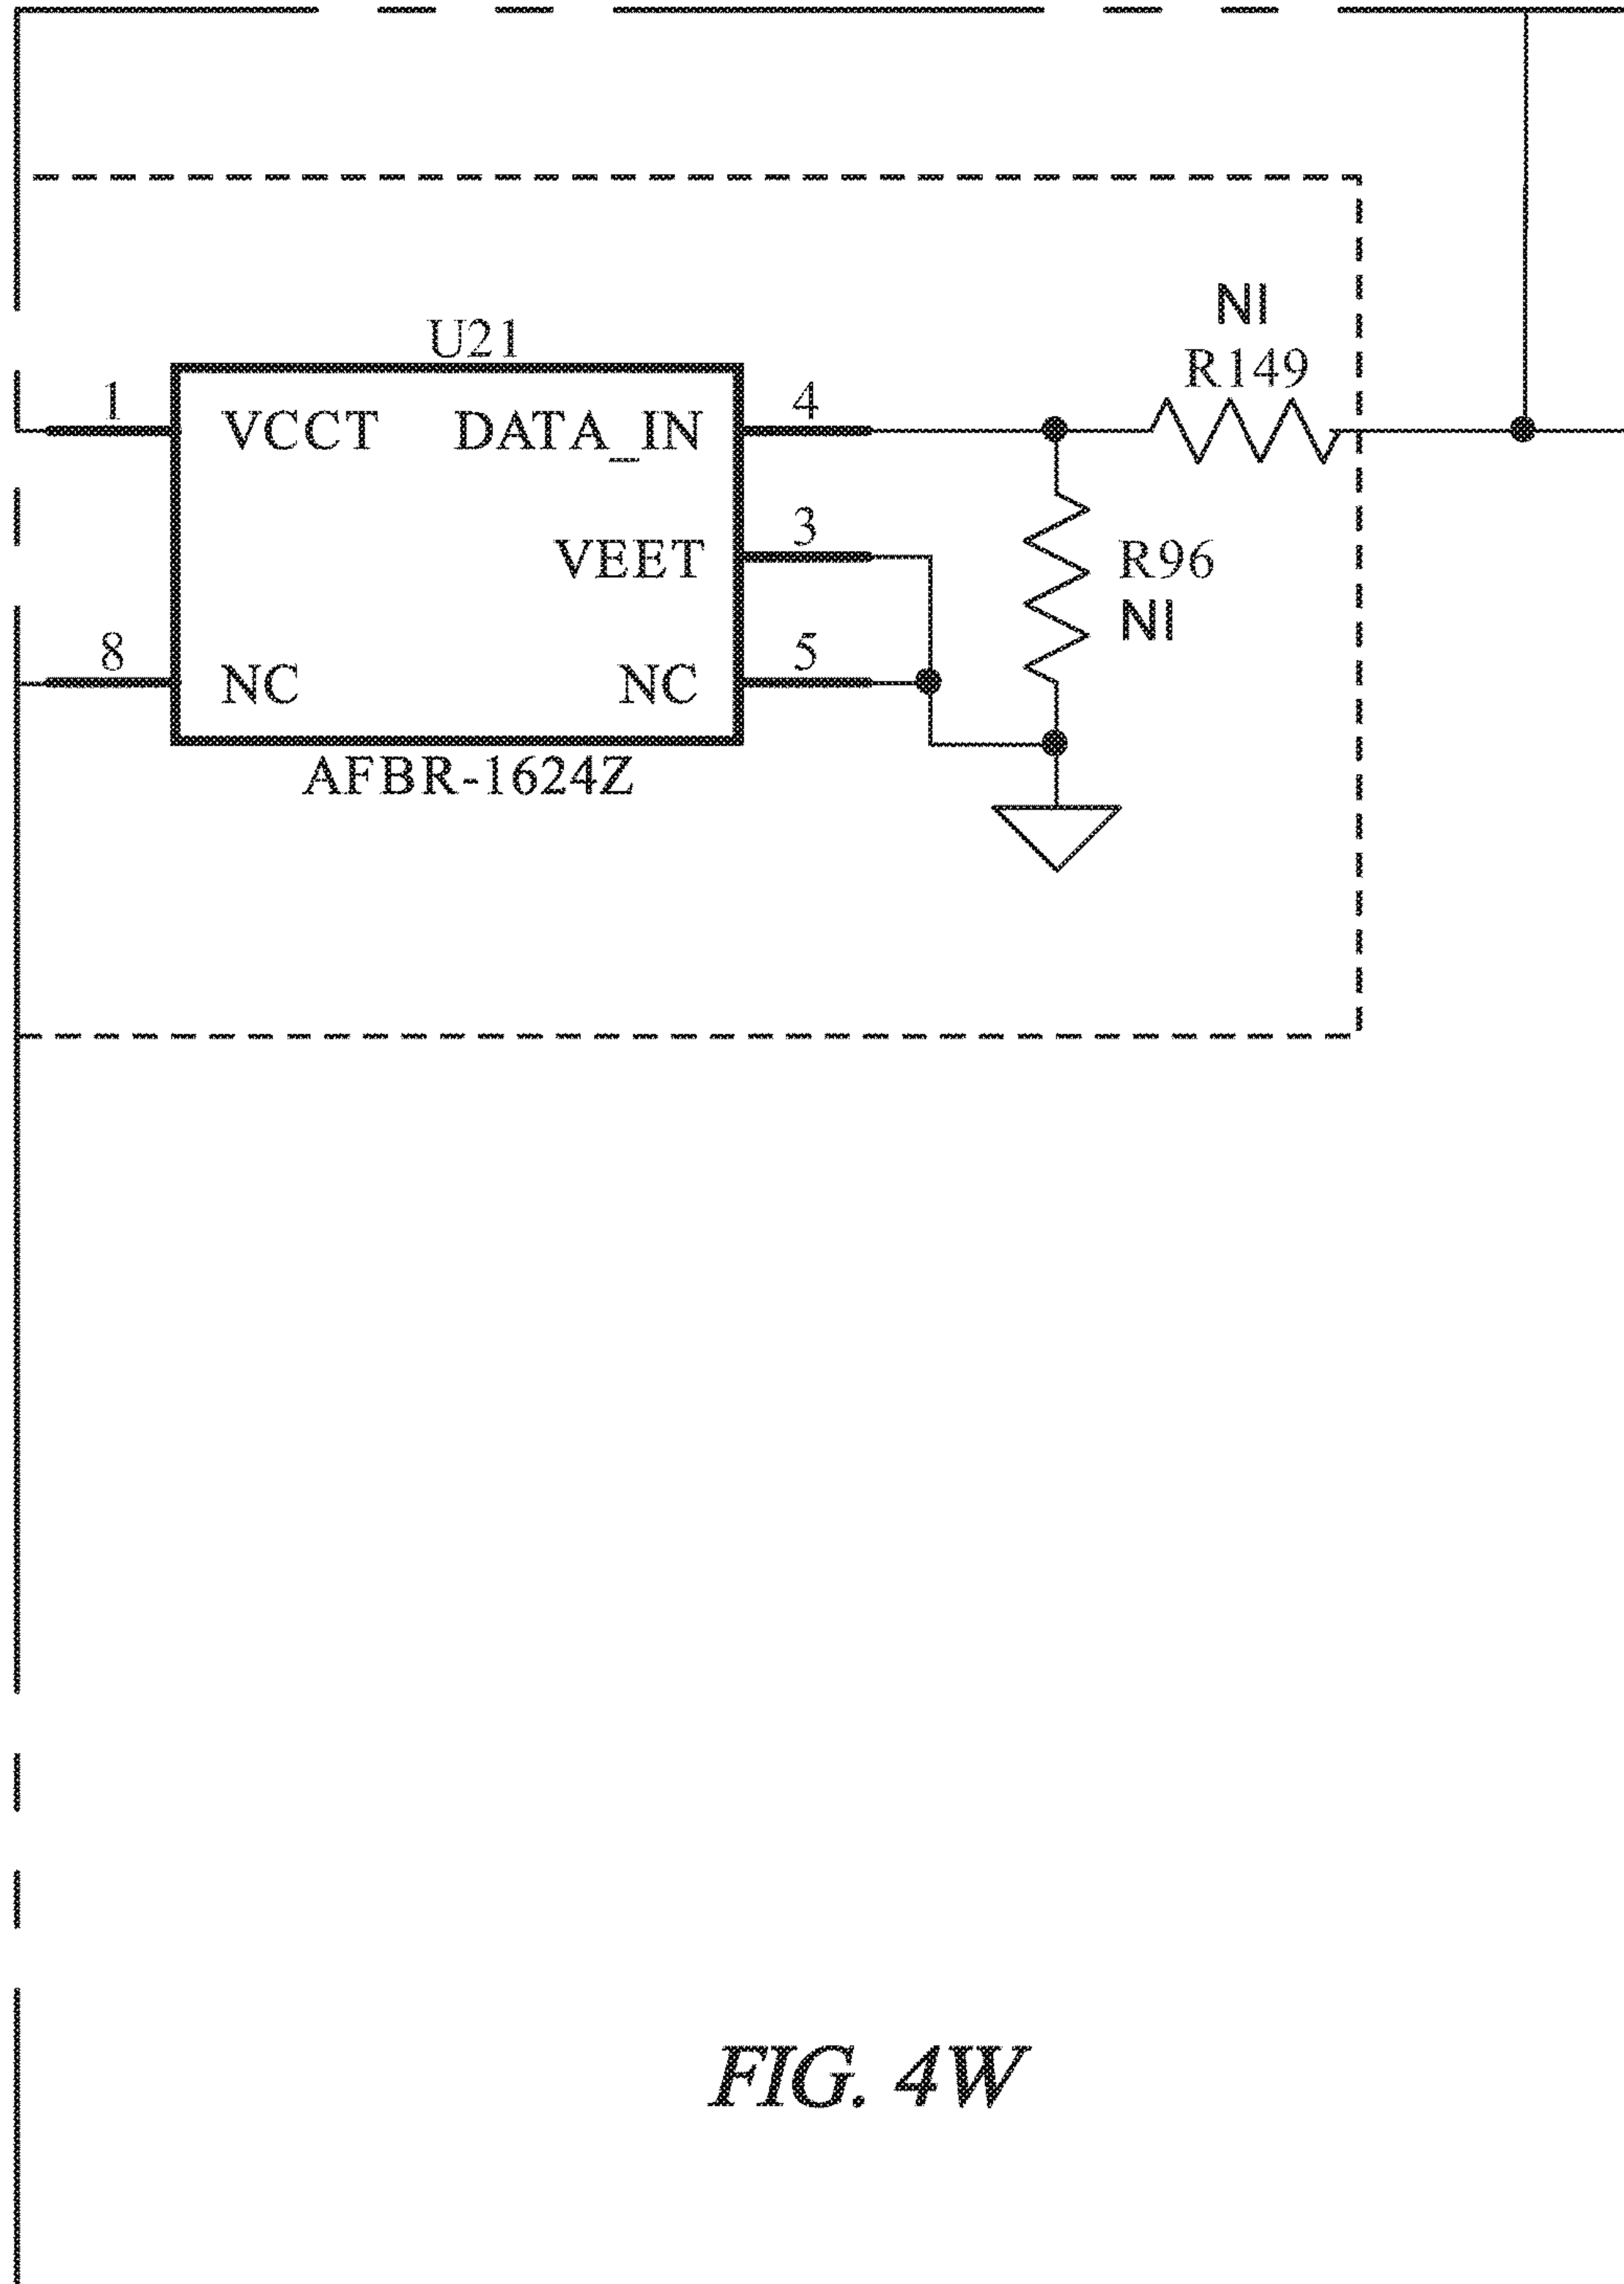 NI
R149
U21
1
VCCT
DATA_IN
4
3
VEET
R96
NI
8
NC
NC
5
AFBR-1624Z
FIG. 4W